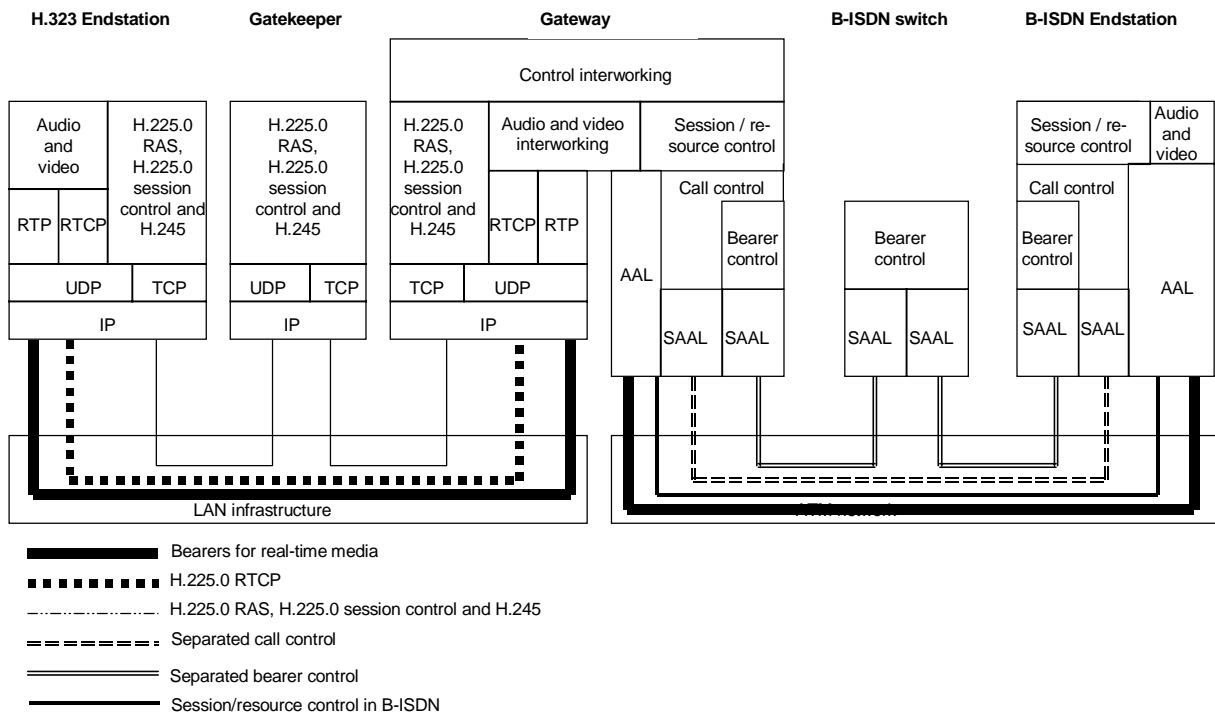 H.323 Endstation
Gatekeeper
Gateway
B-ISDN switch
B-ISDN Endstation
Control interworking
Audio
and
video
H.225.0
RAS,
H.225.0
session
control and
H.245
RTP
RTCP
UDP
TCP
IP
H.225.0
RAS,
H.225.0
session
control and
H.245
UDP
TCP
IP
H.225.0
RAS,
H.225.0
session
control and
H.245
Audio and video
interworking
Session / re-
source control
RTCP
RTP
TCP
UDP
IP
AAL
Call control
Bearer
control
SAAL
SAAL
Bearer
control
SAAL
SAAL
Session / re-
source control
Audio
and
video
Call control
Bearer
control
SAAL
SAAL
AAL
LAN infrastructure
ATM network
Bearers for real-time media
H.225.0 RTCP
H.225.0 RAS, H.225.0 session control and H.245
Separated call control
Separated bearer control
Session/resource control in B-ISDN